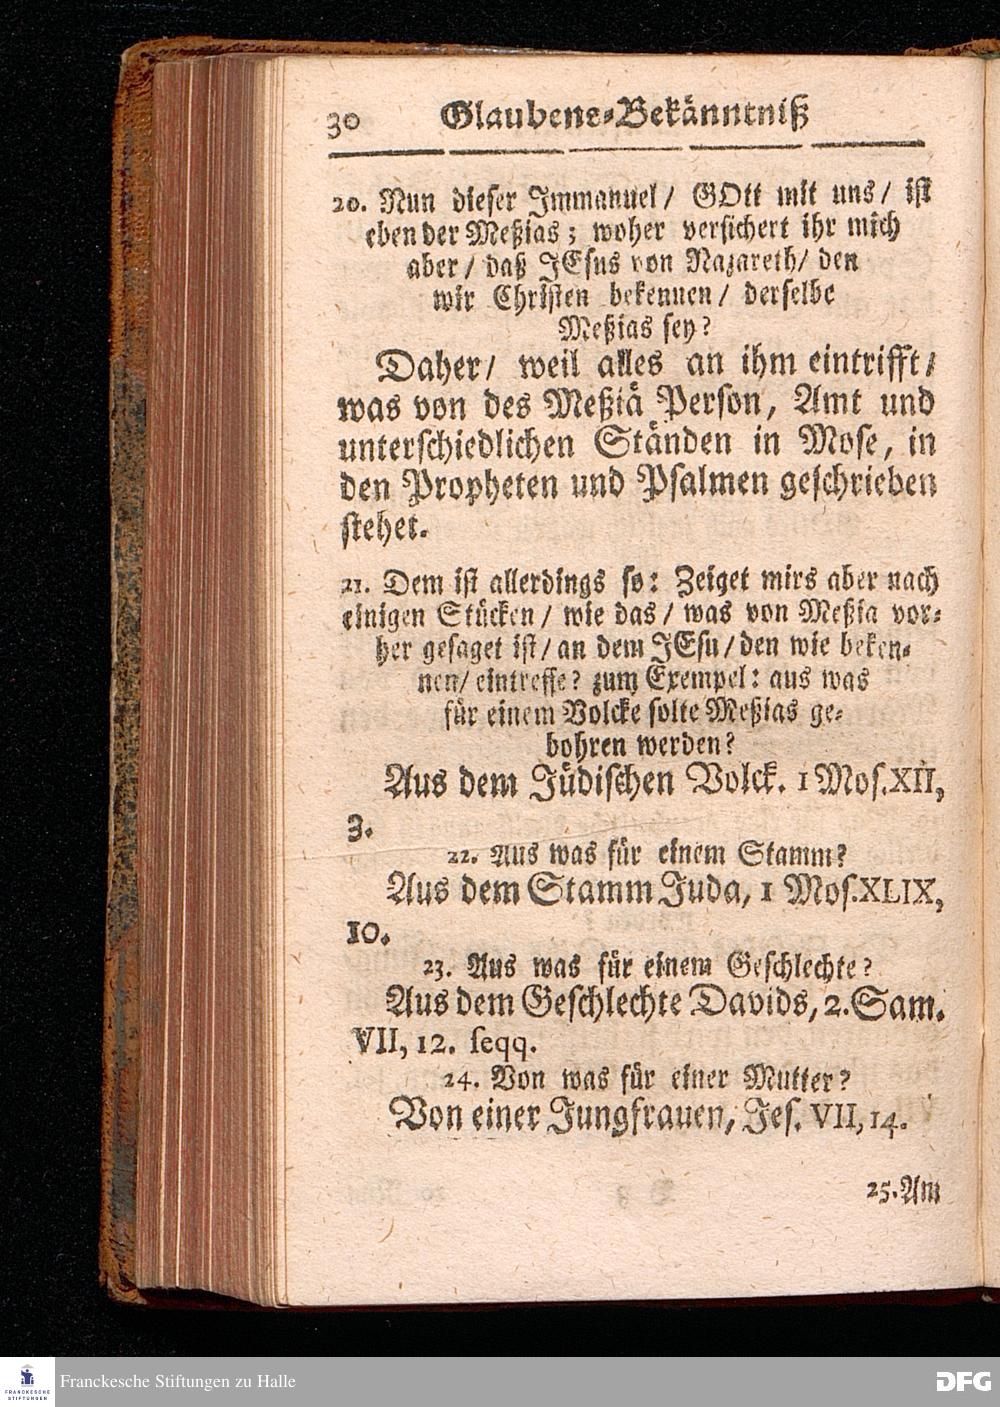 30 Glaubens-Bekänntniß
20. Nun dieser Immanuel / GOtt mit uns / ist
eben der Meßias; woher versichert ihr mich
aber / daß JEsus von Nazareth / den
wir Christen bekennen / derselbe
Meßias sey?
Daher / weil alles an ihm eintrifft /
was von des Meßiä Person, Amt und
unterschiedlichen Ständen in Mose, in
den Propheten und Psalmen geschrieben
stehet.
21. Dem ist allerdings so: Zeiget mirs aber nach
einigen Stücken / wie das / was von Meßia vor-
her gesaget ist / an dem JEsu / den wie beken-
nen / eintreffe? zum Exempel: aus was
für einem Volcke solte Meßias ge-
bohren werden?
Aus dem Jüdischen Volck. 1 Mos. XII,
3.
22. Aus was für einem Stamm?
Aus dem Stamm Juda, 1 Mos. XLIX,
10.
23. Aus was für einem Geschlechte?
Aus dem Geschlechte Davids, 2. Sam.
VII, 12. seqq.
24. Von was für einer Mutter?
Von einer Jungfrauen, Jes. VII, 14.
25. Am
FRANCKESCHE
STIFTUNGEN
Franckesche Stiftungen zu Halle
DFG